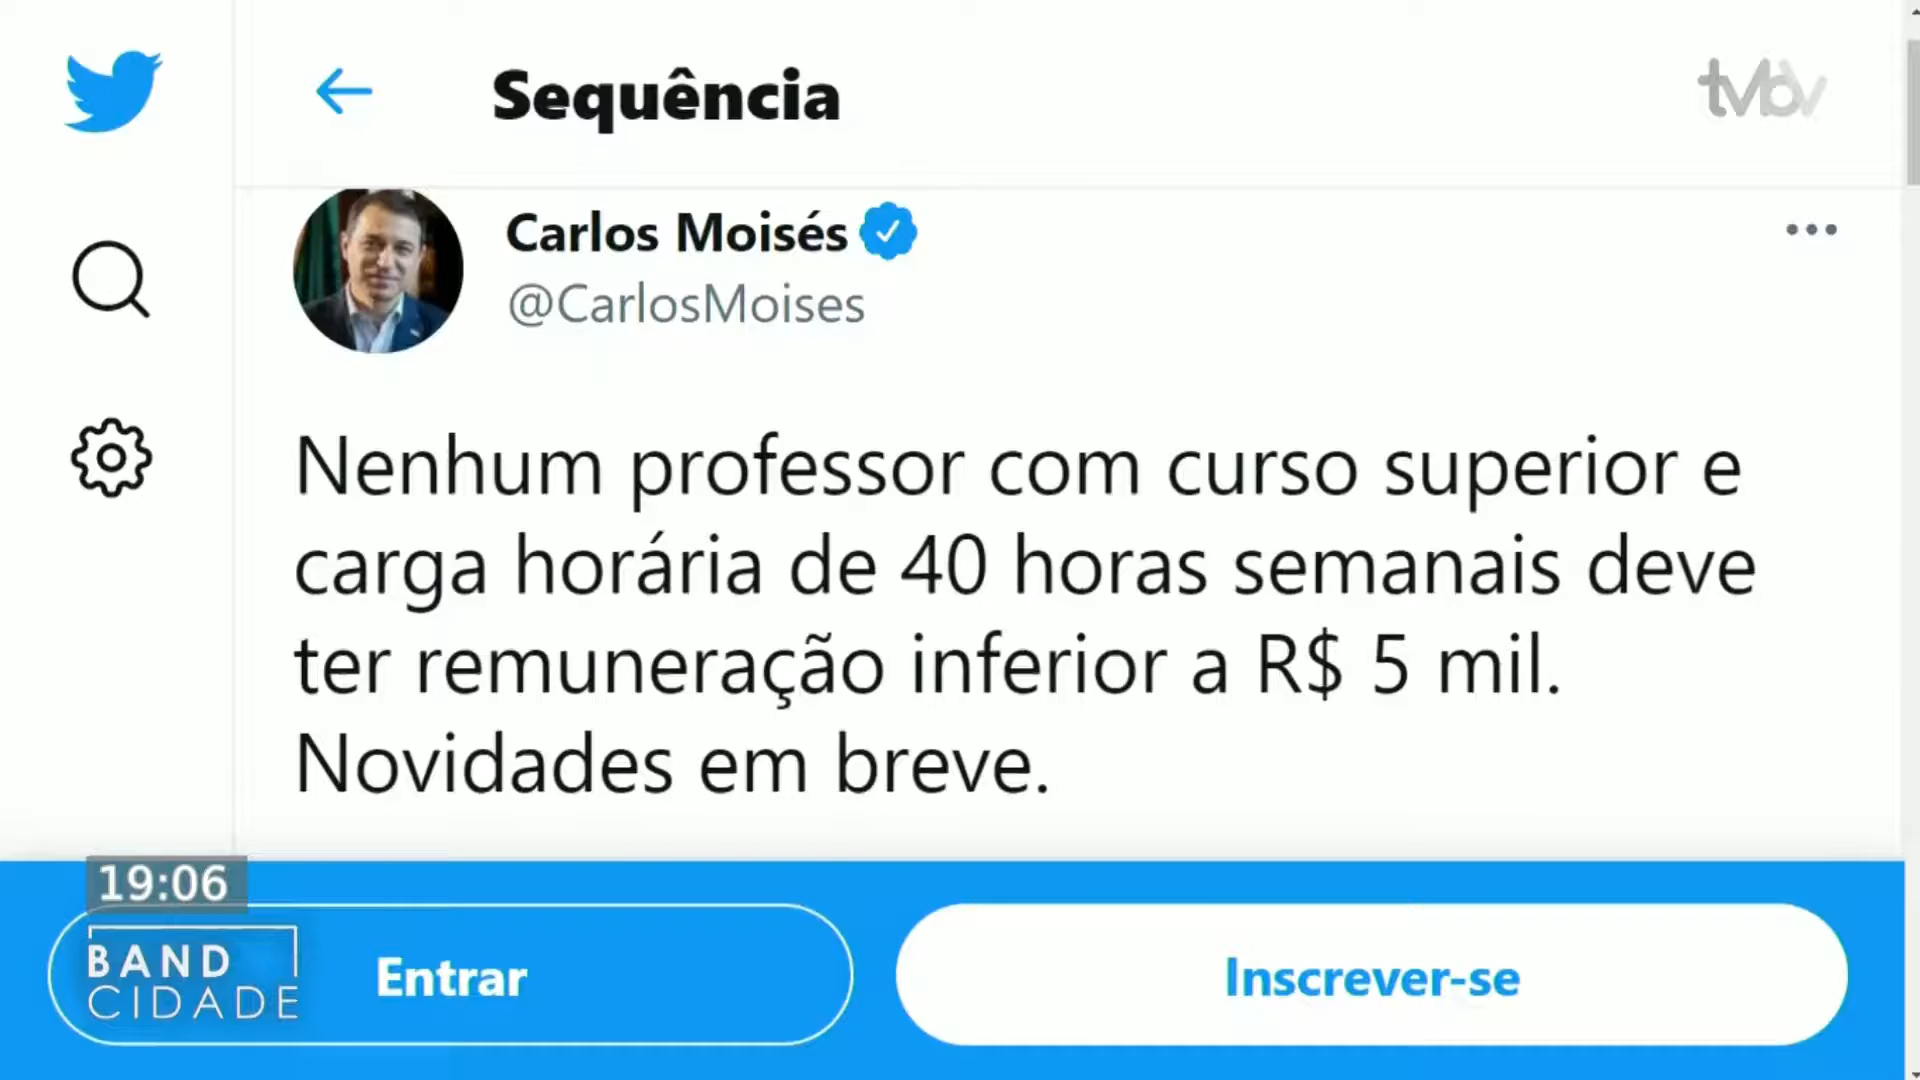 Sequência
tvbv
Carlos Moisés
@CarlosMoises
Nenhum professor com curso superior e
carga horária de 40 horas semanais deve
ter remuneração inferior a R$ 5 mil.
Novidades em breve.
19:06
BAND
CIDADE
Entrar
Inscrever-se